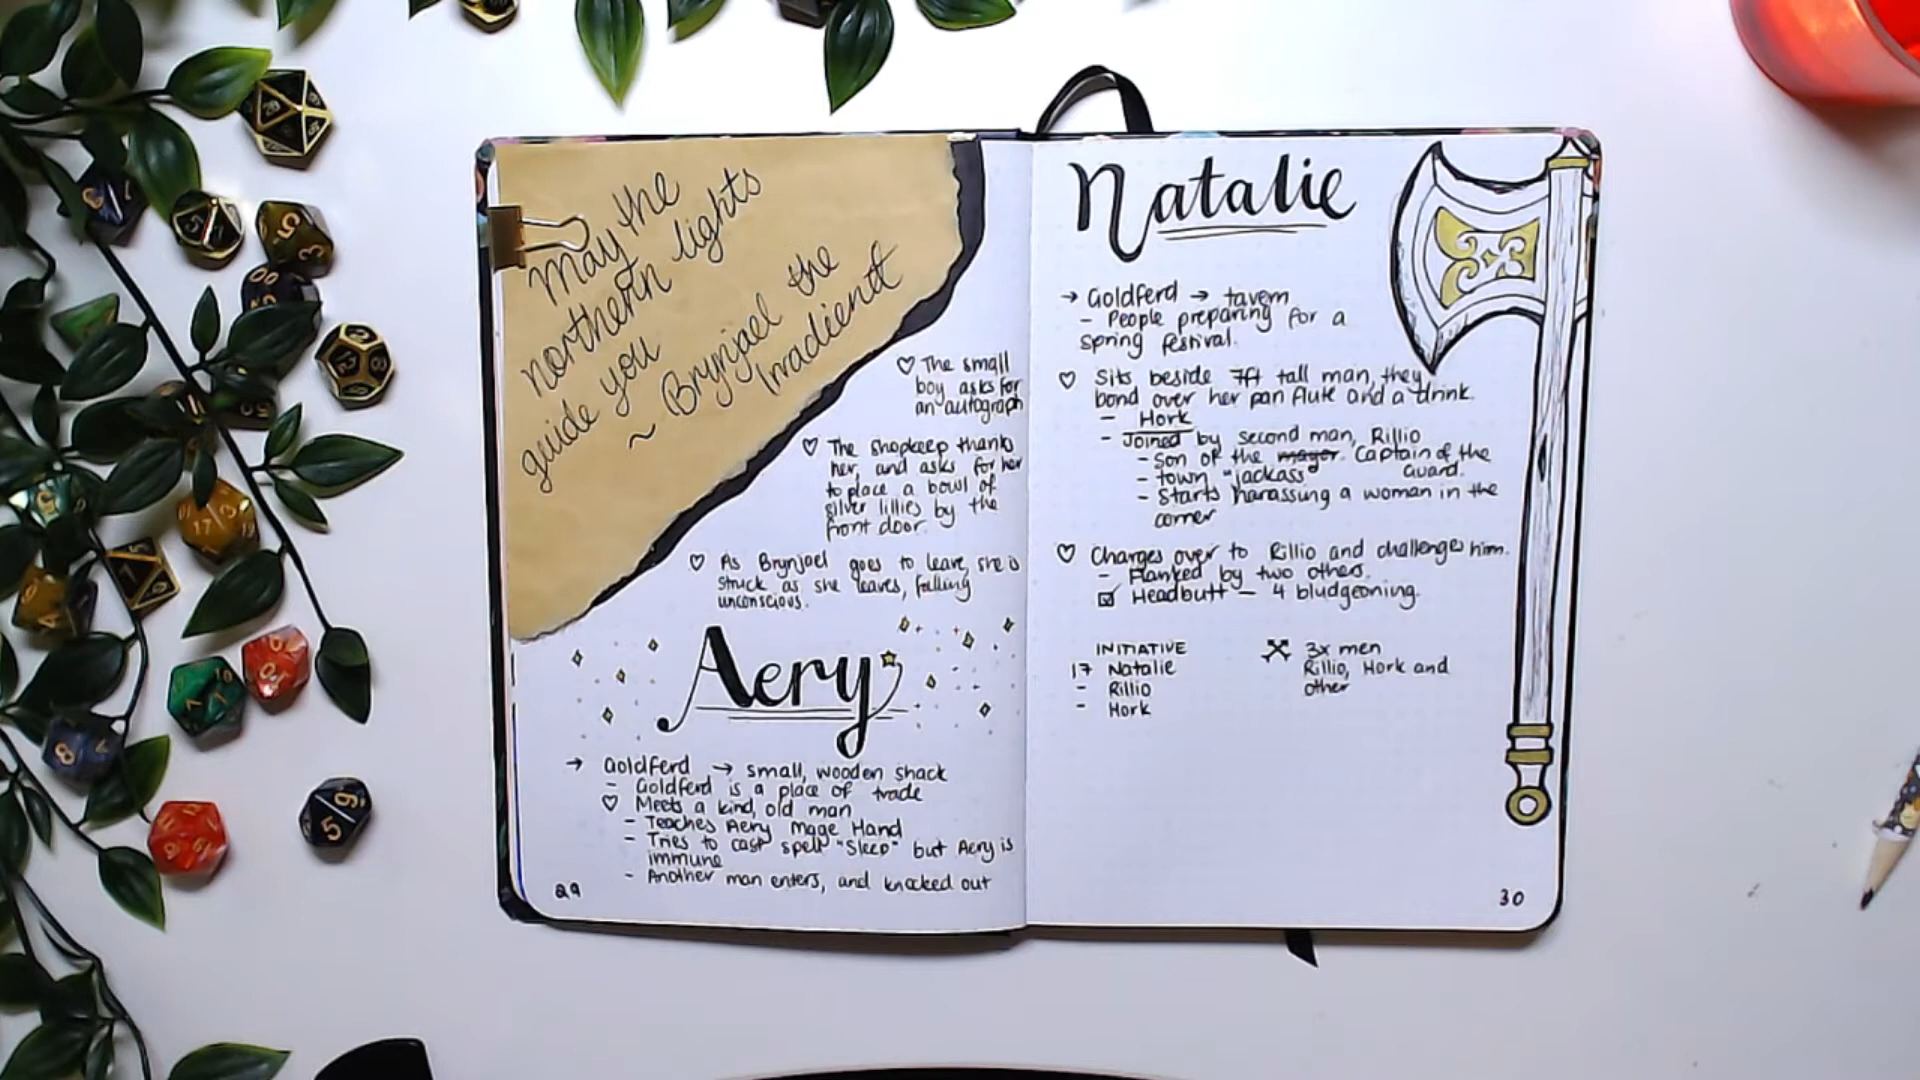 May the
northern lights
guide you
~ Brynjoel the
Irradient
♡ The small
boy asks for
an autograph
♡ The shopkeep thanks
her, and asks for her
to place a bowl of
silver lillies by the
front door.
♡ As Brynjoel goes to leave, she is
struck as she leaves, falling
unconscious.
Aery
→ Goldferd → small, wooden shack
- Goldferd is a place of trade
♡ Meets a kind, old man
- Teaches Aery Mage Hand
- Tries to cast spell "Sleep" but Aery is
immune
- Another man enters, and knocked out
29
Natalie
→ Goldferd → tavern
- People preparing for a
spring festival.
♡ Sits beside 7ft tall man, they
bond over her pan flute and a drink.
- Hork
- Joined by second man, Rillio
- Son of the mayor. Captain of the
Guard.
- town "jackass"
- Starts harassing a woman in the
corner
♡ Charges over to Rillio and challenges him.
- Flanked by two others.
☑ Headbutt - 4 bludgeoning.
INITIATIVE
17 Natalie
- Rillio
- Hork
3x men
Rillio, Hork and
other
30